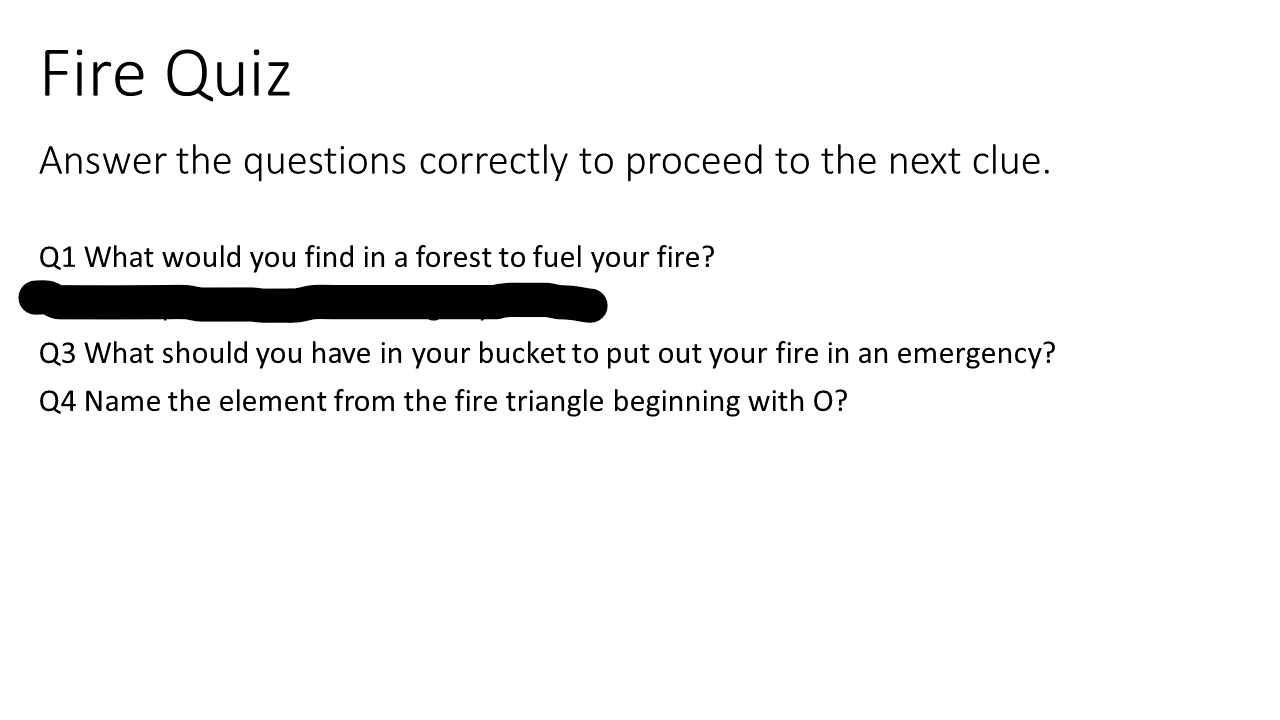 Fire Quiz
Answer the questions correctly to proceed to the next clue.
Q1 What would you find in a forest to fuel your fire?
Q3 What should you have in your bucket to put out your fire in an emergency?
Q4 Name the element from the fire triangle beginning with O?